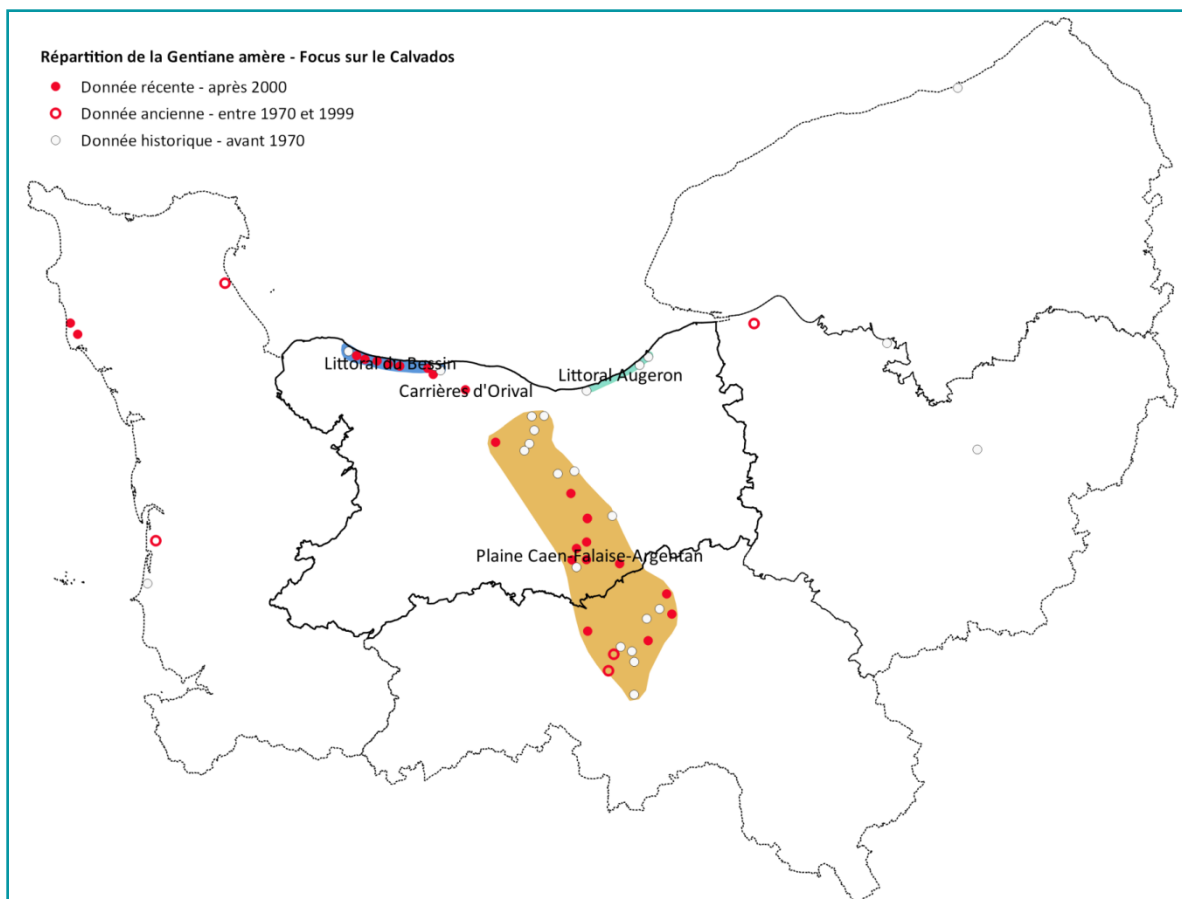 Répartition de la Gentiane amère - Focus sur le Calvados
Donnée récente - après 2000
Donnée ancienne - entre 1970 et 1999
Donnée historique - avant 1970
Littoral du Bessin
Littoral Augeron
Carrières d'Orival
Plaine Caen-Falaise-Argentan